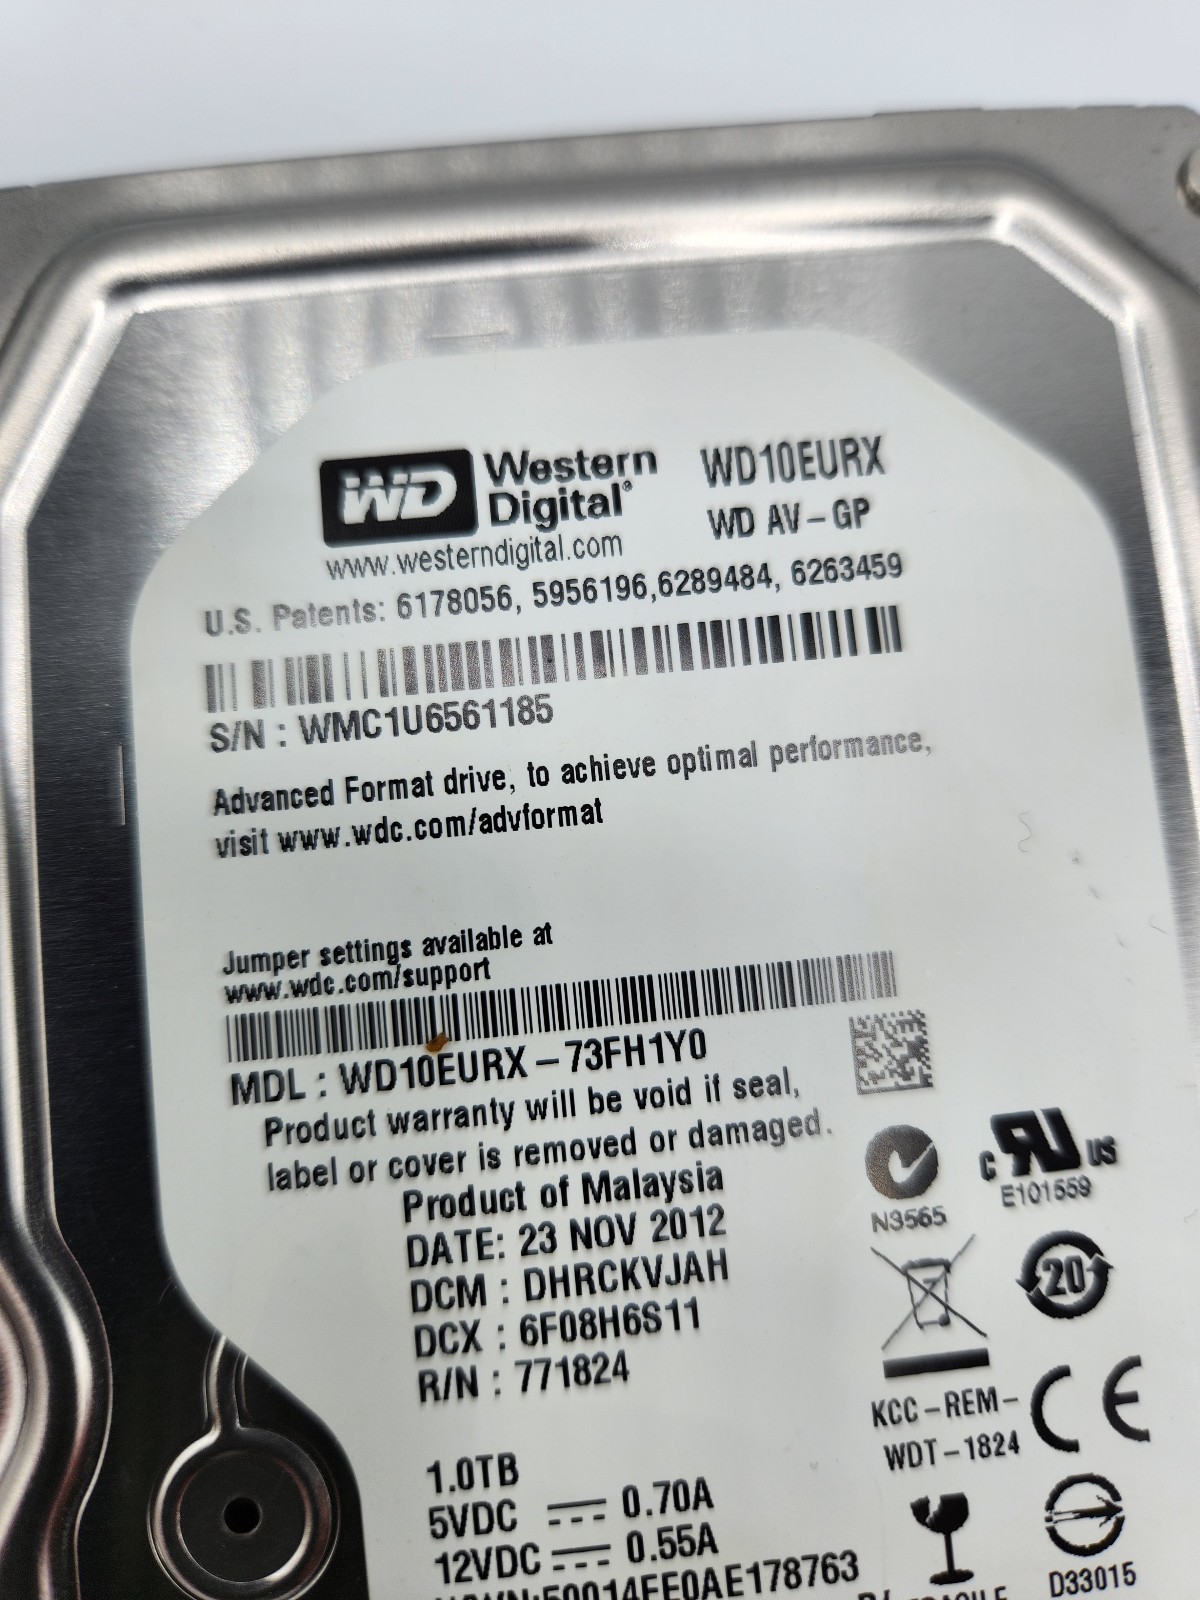 WD Western Digital® WD10EURX
www.westerndigital.com WD AV-GP
U.S. Patents: 6178056, 5956196,6289484, 6263459
S/N : WMC1U6561185
Advanced Format drive, to achieve optimal performance,
visit www.wdc.com/advformat
Jumper settings available at
www.wdc.com/support
MDL : WD10EURX – 73FH1Y0
Product warranty will be void if seal,
label or cover is removed or damaged.
Product of Malaysia
DATE: 23 NOV 2012
DCM : DHRCKVJAH
DCX : 6F08H6S11
R/N : 771824
N3565
c RU US
E101559
20
KCC-REM-
WDT-1824
CE
1.0TB
5VDC 0.70A
12VDC 0.55A
D33015